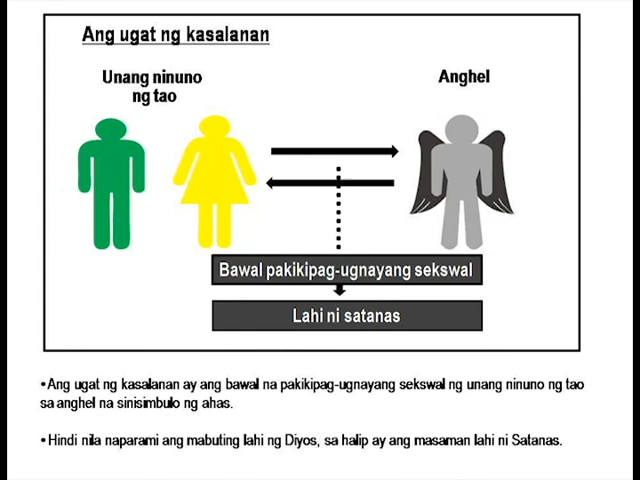 Ang ugat ng kasalanan
Unang ninuno
ng tao
Anghel
Bawal pakikipag-ugnayang sekswal
Lahi ni satanas
•Ang ugat ng kasalanan ay ang bawal na pakikipag-ugnayang sekswal ng unang ninuno ng tao
sa anghel na sinisimbulo ng ahas.
•Hindi nila naparami ang mabuting lahi ng Diyos, sa halip ay ang masaman lahi ni Satanas.